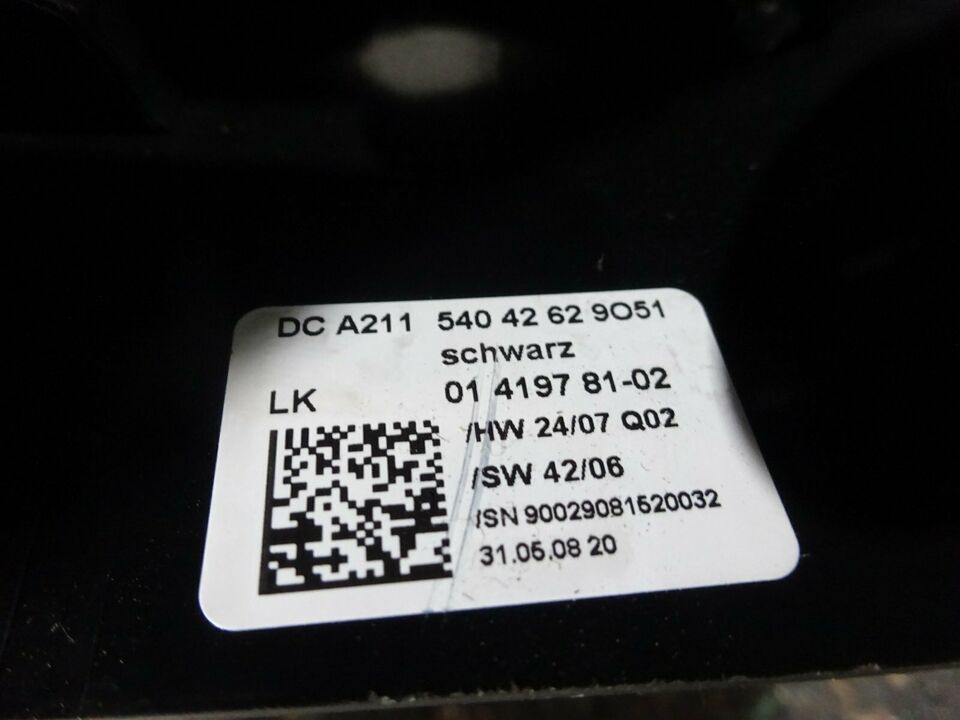 DC A211 540 42 62 9O51
schwarz
LK
01 4197 81-02
/HW 24/07 Q02
/SW 42/06
/SN 90029081520032
31.05.08 20